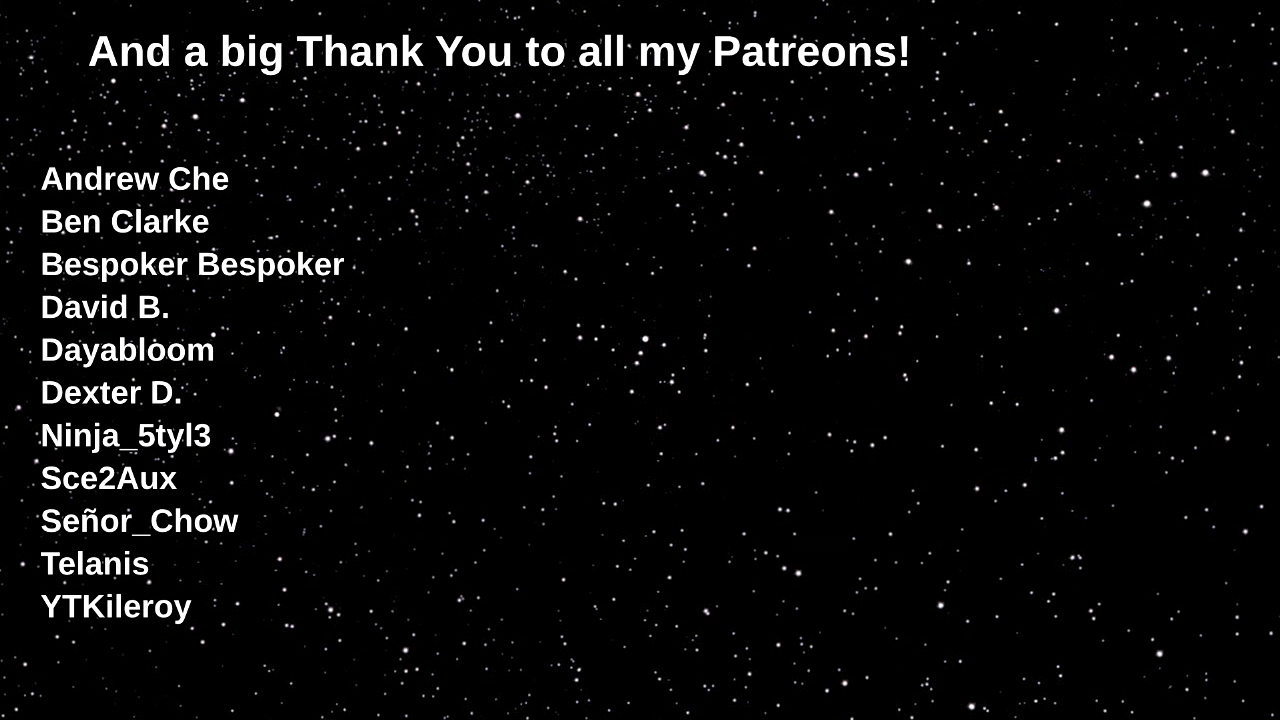 And a big Thank You to all my Patreons!
Andrew Che
Ben Clarke
Bespoker Bespoker
David B.
Dayabloom
Dexter D.
Ninja_5tyl3
Sce2Aux
Señor_Chow
Telanis
YTKileroy